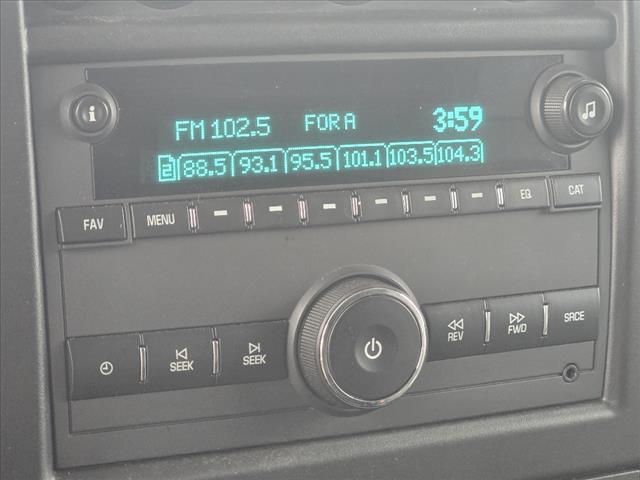 FM 102.5 FOR A 3:59
2 88.5 93.1 95.5 101.1 103.5 104.3
FAV MENU EQ CAT
SEEK SEEK REV FWD SRCE